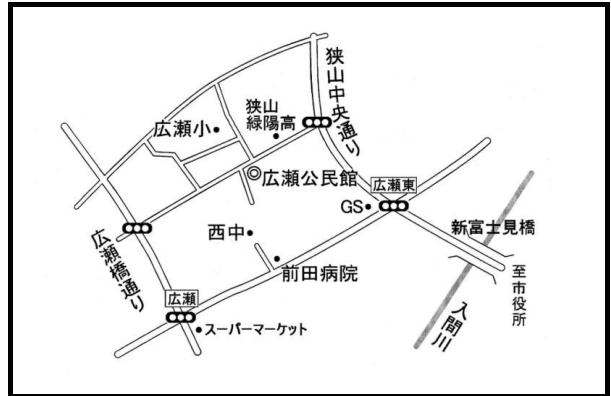 狭山中央通り
狭山
緑陽高
広瀬小
広瀬公民館
広瀬東
GS
新富士見橋
西中
広瀬橋通り
前田病院
至市役所
広瀬
スーパーマーケット
入間川